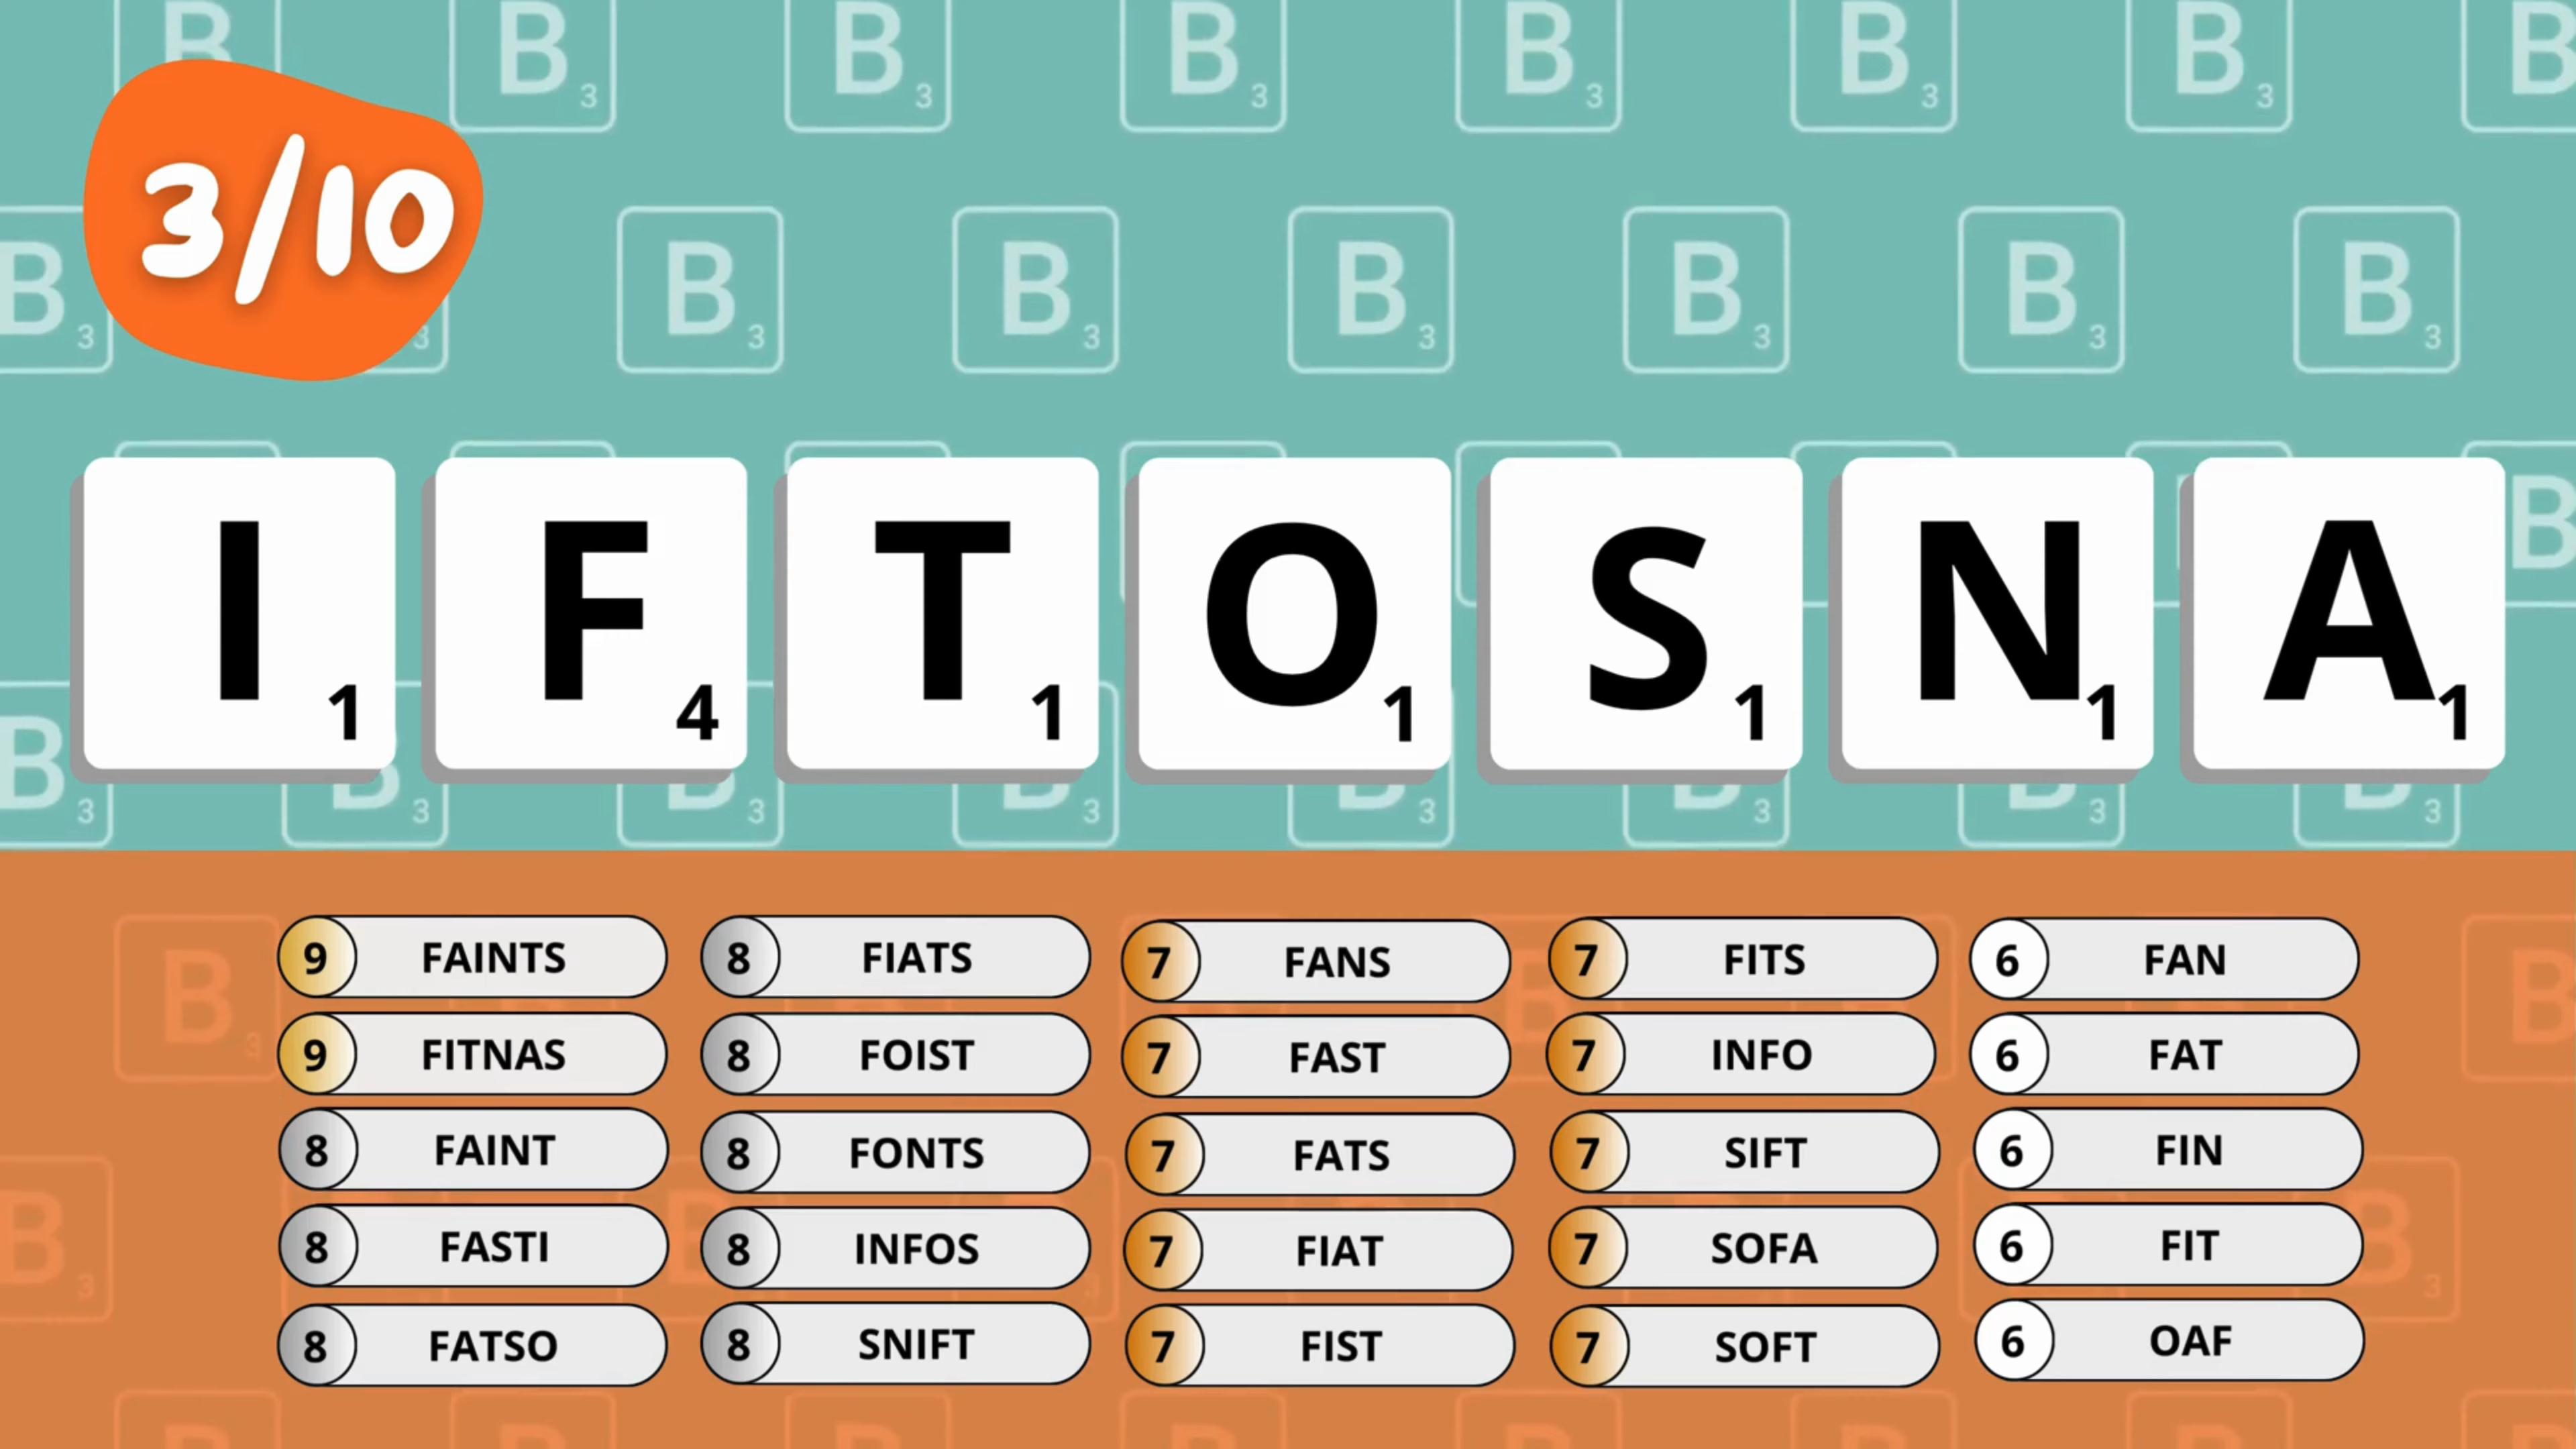 3/10
I 1 F 4 T 1 O 1 S 1 N 1 A 1
9 FAINTS 8 FIATS 7 FANS 7 FITS 6 FAN
9 FITNAS 8 FOIST 7 FAST 7 INFO 6 FAT
8 FAINT 8 FONTS 7 FATS 7 SIFT 6 FIN
8 FASTI 8 INFOS 7 FIAT 7 SOFA 6 FIT
8 FATSO 8 SNIFT 7 FIST 7 SOFT 6 OAF